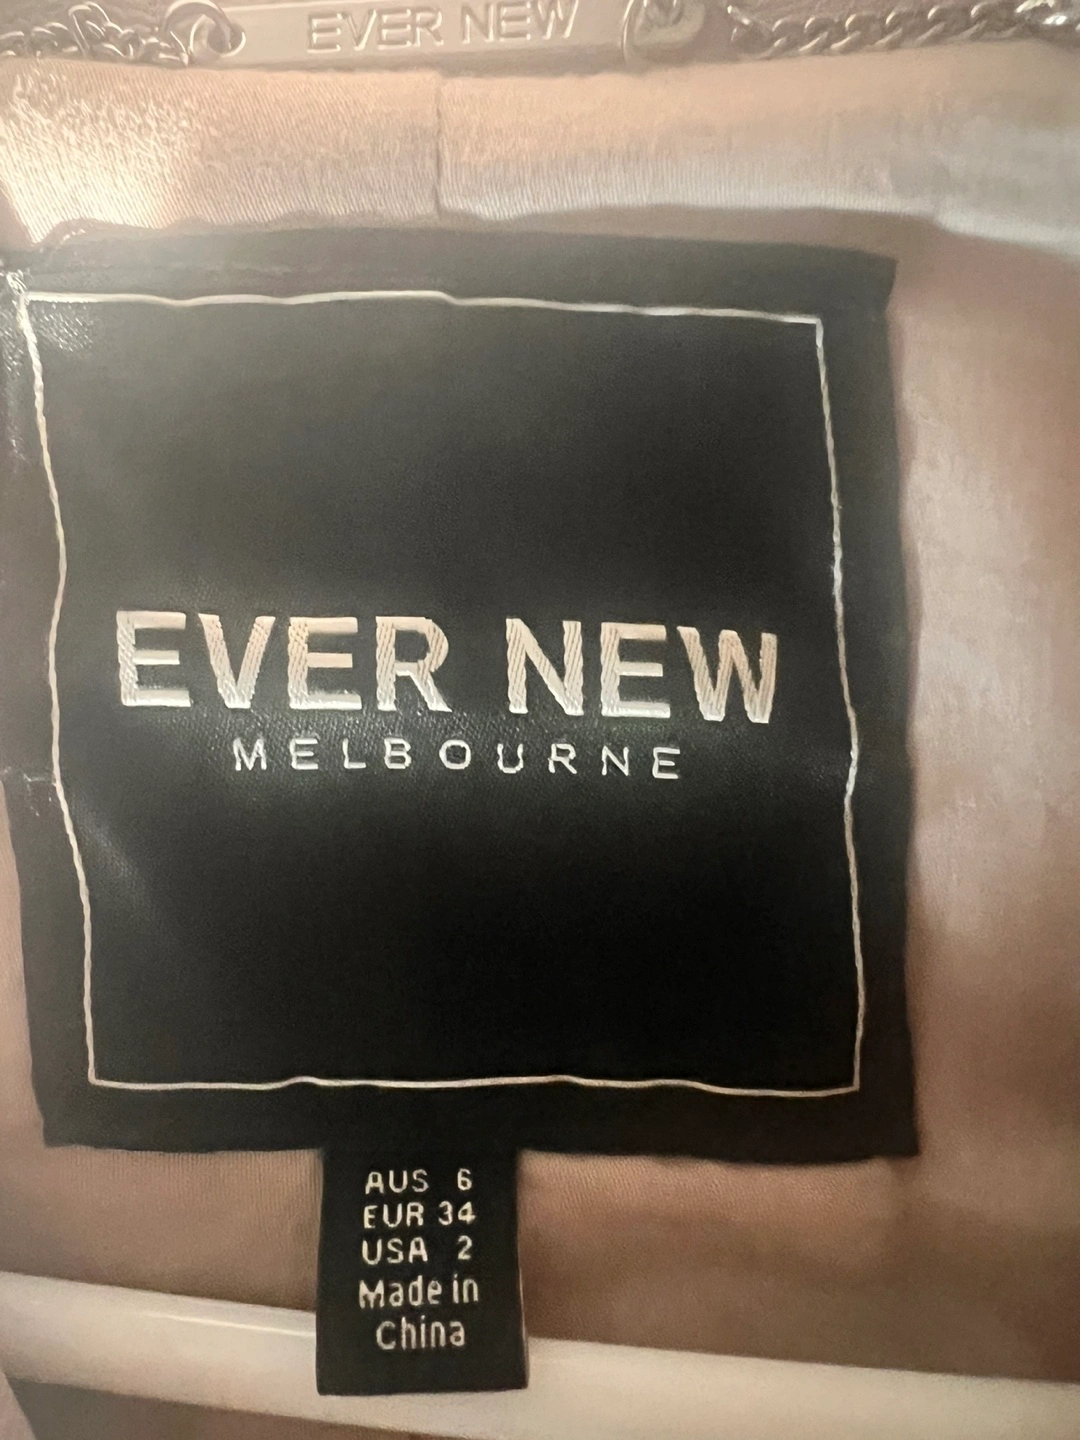 EVER NEW
EVER NEW
MELBOURNE
AUS 6
EUR 34
USA 2
Made in
China